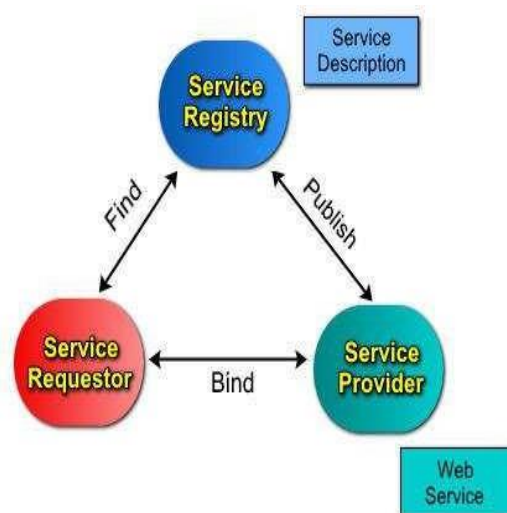 Service
Description
Service
Registry
Find
Publish
Service
Requestor
Bind
Service
Provider
Web
Service